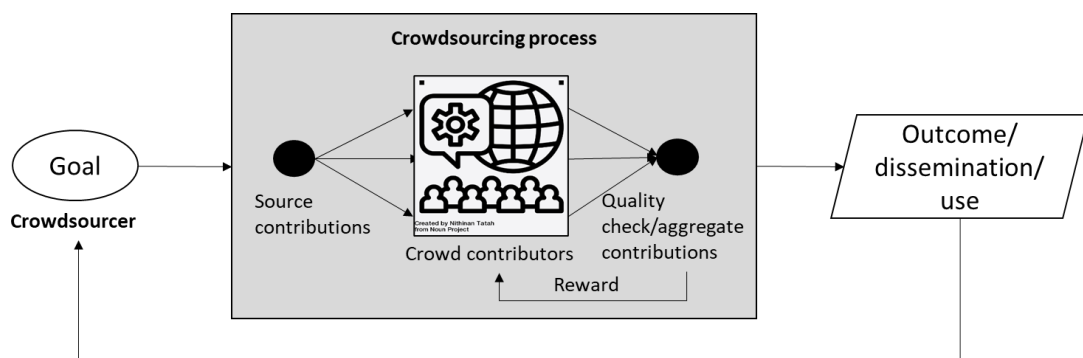 Crowdsourcing process
Goal
Crowdsourcer
Source
contributions
Created by Nithinan Tatah
from Noun Project
Crowd contributors
Quality
check/aggregate
contributions
Reward
Outcome/
dissemination/
use